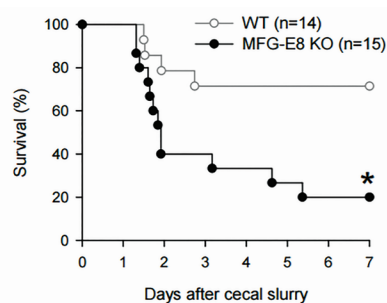 WT (n=14)
MFG-E8 KO (n=15)
Survival (%)
100
80
60
40
20
0
*
0 1 2 3 4 5 6 7
Days after cecal slurry